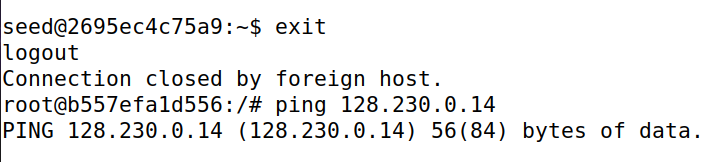 seed@2695ec4c75a9:~$ exit
logout
Connection closed by foreign host.
root@b557efa1d556:/# ping 128.230.0.14
PING 128.230.0.14 (128.230.0.14) 56(84) bytes of data.